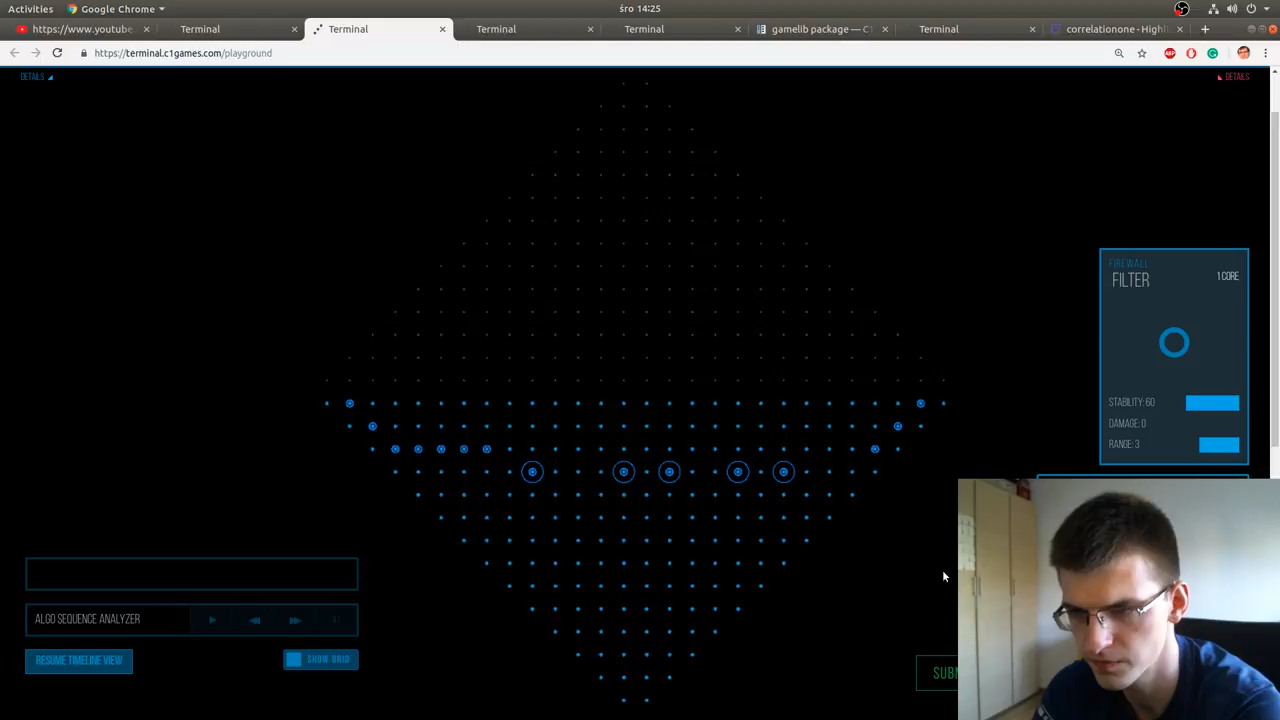 Activities Google Chrome śro 14:25
https://www.youtube Terminal Terminal Terminal Terminal gamelib package — C1 Terminal correlationone - Highl
https://terminal.c1games.com/playground
DETAILS DETAILS
FIREWALL
FILTER 1 CORE
STABILITY: 60
DAMAGE: 0
RANGE: 3
ALGO SEQUENCE ANALYZER
RESUME TIMELINE VIEW SHOW GRID
SUBM